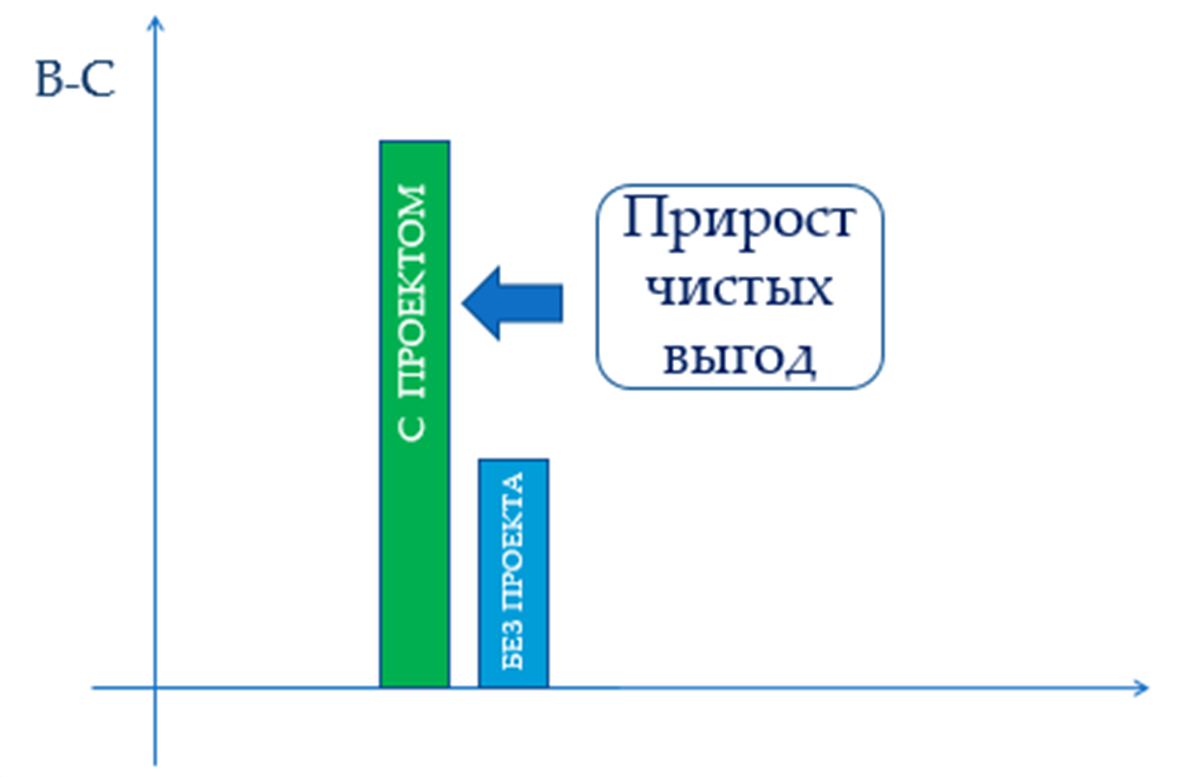 В-С
С ПРОЕКТОМ
Прирост
чистых
выгод
БЕЗ ПРОЕКТА